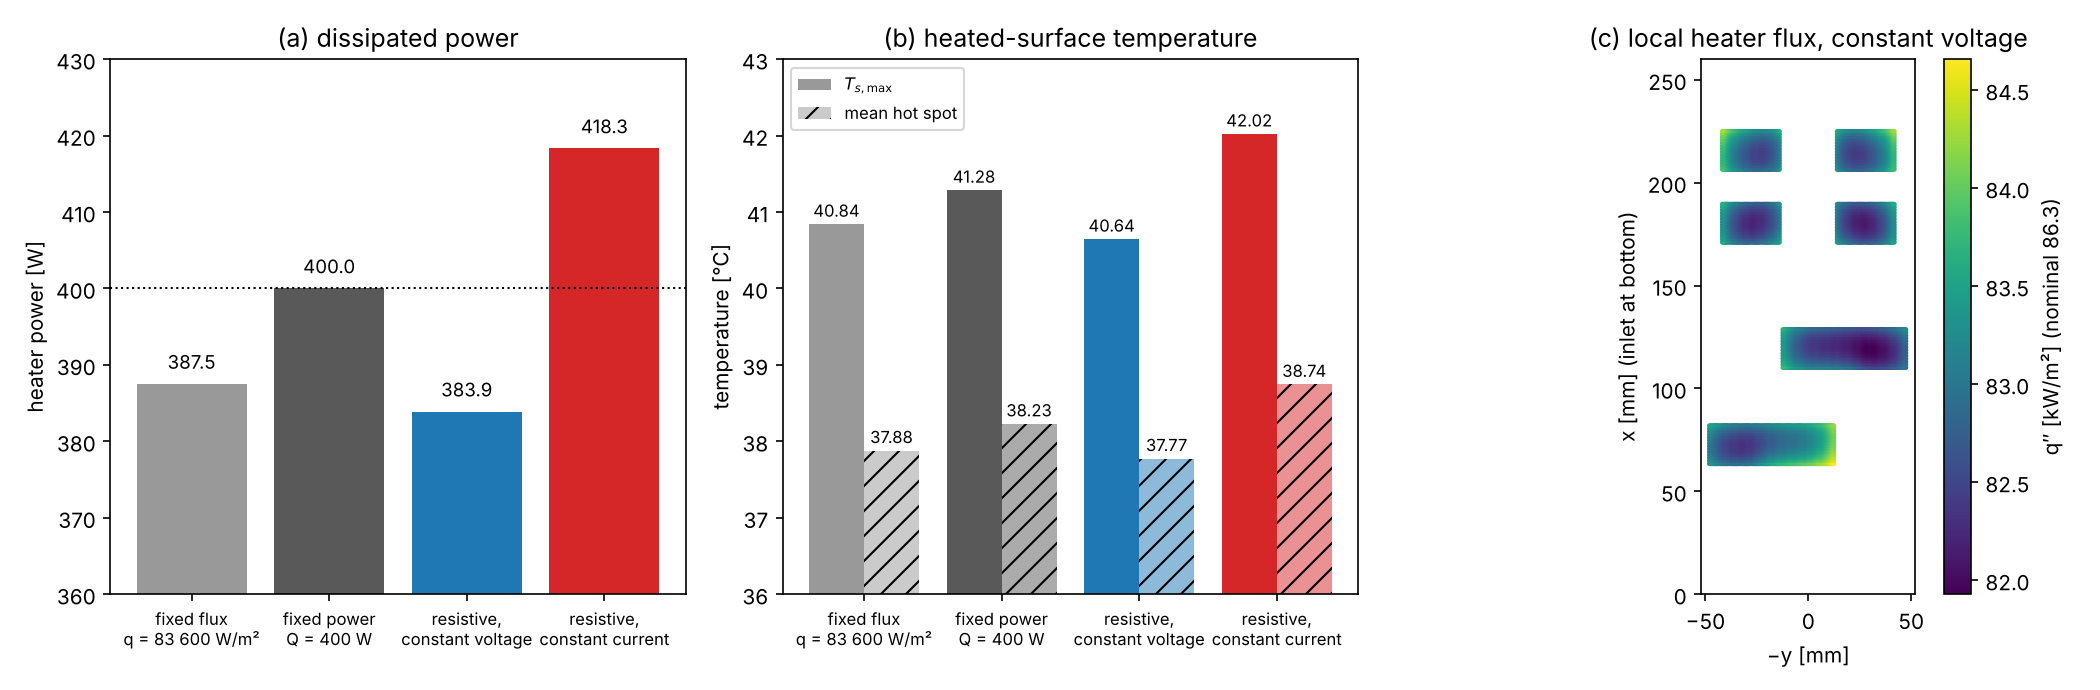 (a) dissipated power
430
420
410
400
390
380
370
360
heater power [W]
387.5
400.0
383.9
418.3
fixed flux
q = 83 600 W/m²
fixed power
Q = 400 W
resistive,
constant voltage
resistive,
constant current
(b) heated-surface temperature
43
42
41
40
39
38
37
36
temperature [°C]
T_{s, max}
mean hot spot
40.84
37.88
41.28
38.23
40.64
37.77
42.02
38.74
fixed flux
q = 83 600 W/m²
fixed power
Q = 400 W
resistive,
constant voltage
resistive,
constant current
(c) local heater flux, constant voltage
250
200
150
100
50
0
x [mm] (inlet at bottom)
−50
0
50
−y [mm]
84.5
84.0
83.5
83.0
82.5
82.0
q″ [kW/m²] (nominal 86.3)